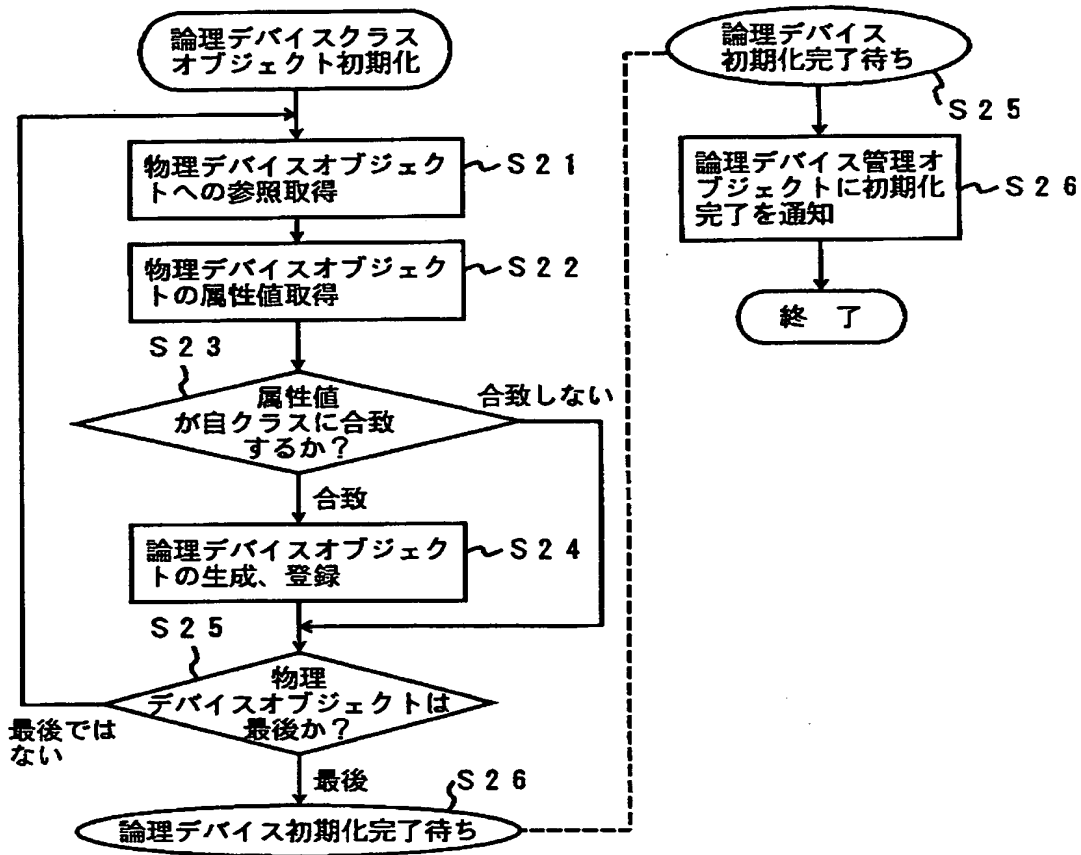 論理デバイスクラス
オブジェクト初期化
物理デバイスオブジェク
トへの参照取得
S21
物理デバイスオブジェク
トの属性値取得
S22
S23
属性値
が自クラスに合致
するか?
合致しない
合致
論理デバイスオブジェク
トの生成、登録
S24
S25
物理
デバイスオブジェクトは
最後か?
最後では
ない
最後
S26
論理デバイス初期化完了待ち
論理デバイス
初期化完了待ち
S25
論理デバイス管理オ
ブジェクトに初期化
完了を通知
S26
終 了